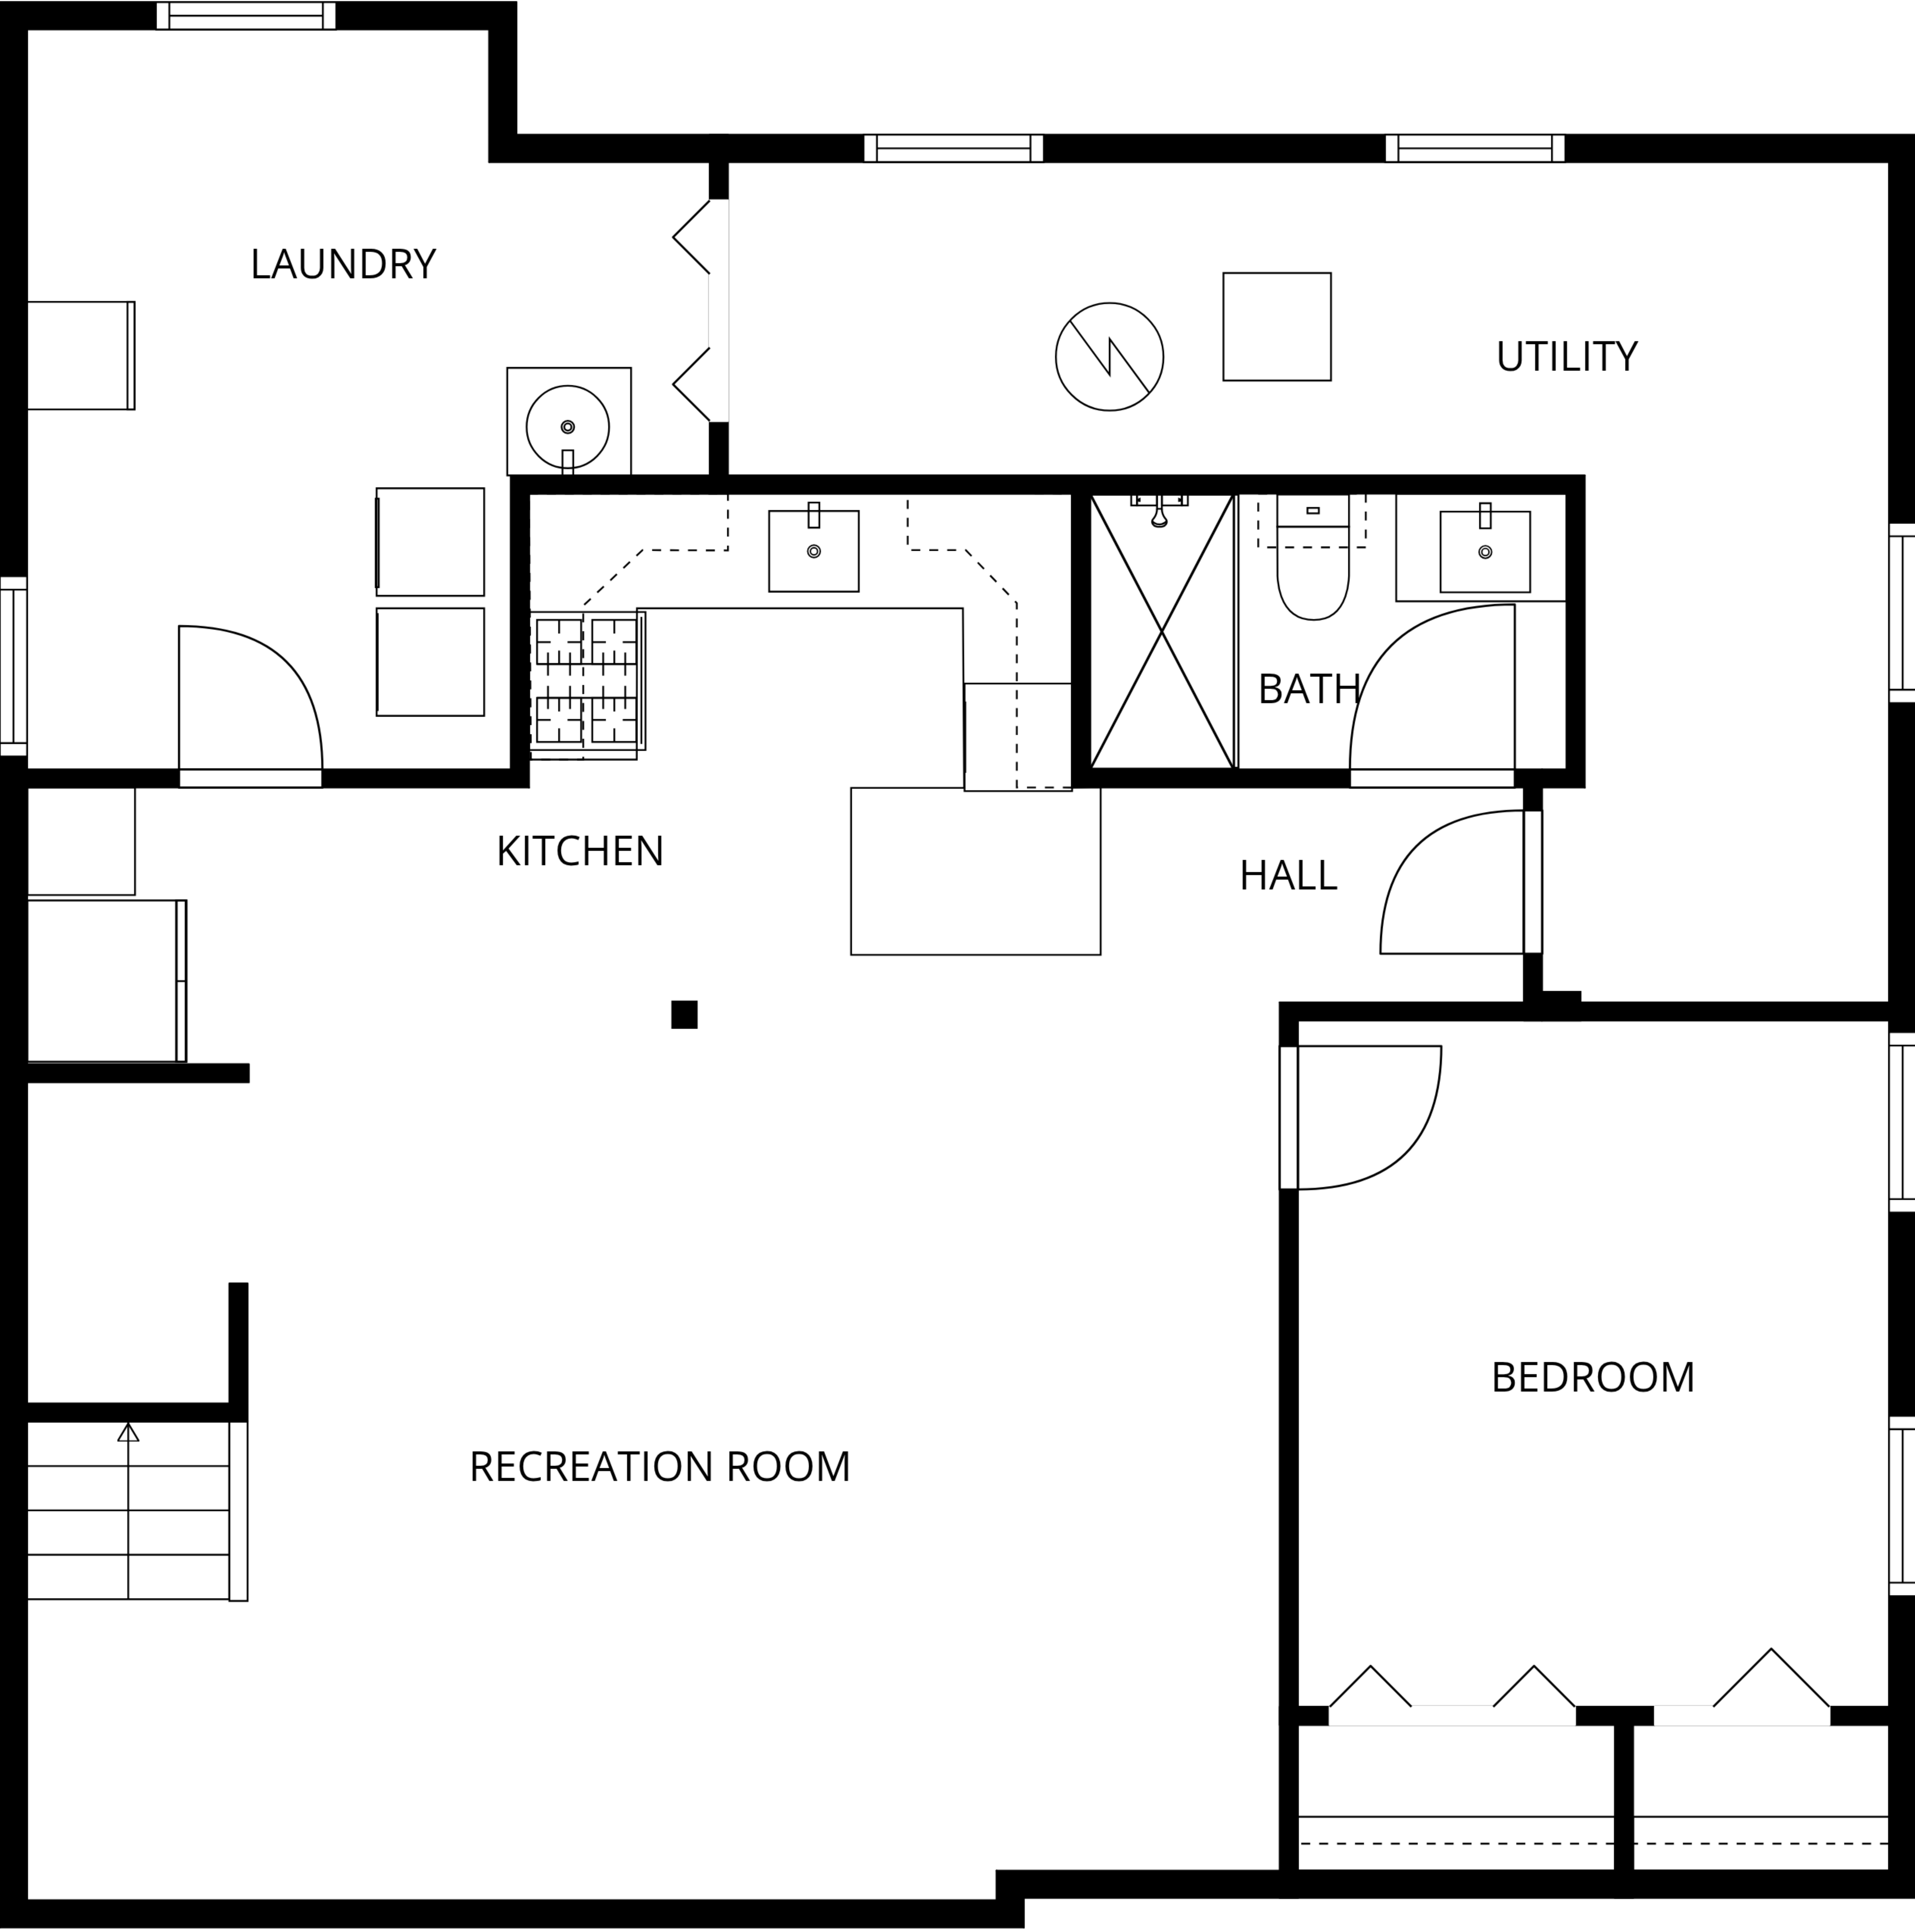 LAUNDRY
UTILITY
BATH
KITCHEN
HALL
BEDROOM
RECREATION ROOM